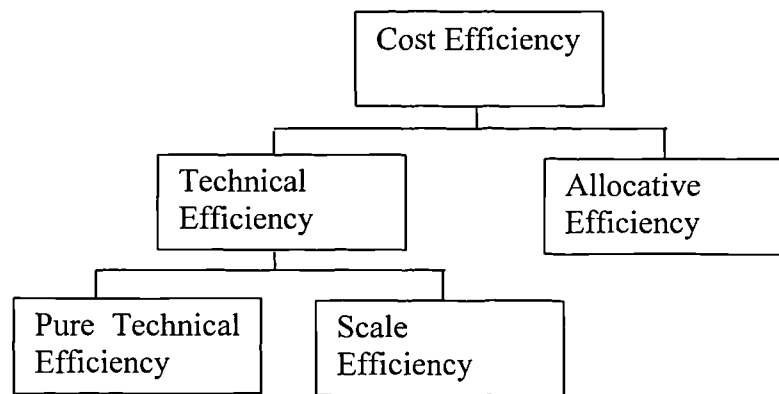 Cost Efficiency
Technical
Efficiency
Allocative
Efficiency
Pure Technical
Efficiency
Scale
Efficiency